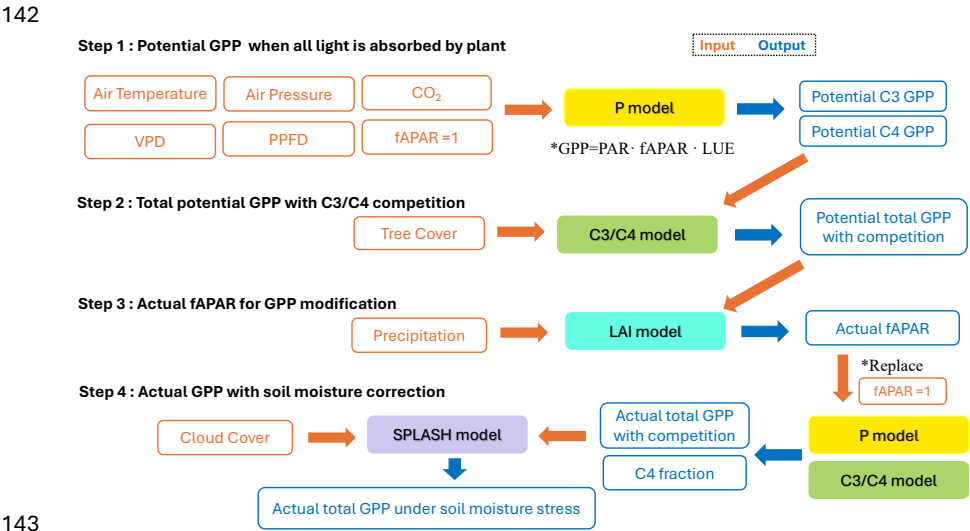 142
Step 1 : Potential GPP when all light is absorbed by plant
Input Output
Air Temperature
Air Pressure
CO₂
VPD
PPFD
fAPAR =1
P model
*GPP=PAR· fAPAR · LUE
Potential C3 GPP
Potential C4 GPP
Step 2 : Total potential GPP with C3/C4 competition
Tree Cover
C3/C4 model
Potential total GPP
with competition
Step 3 : Actual fAPAR for GPP modification
Precipitation
LAI model
Actual fAPAR
*Replace
fAPAR =1
Step 4 : Actual GPP with soil moisture correction
Cloud Cover
SPLASH model
Actual total GPP
with competition
C4 fraction
P model
C3/C4 model
Actual total GPP under soil moisture stress
143